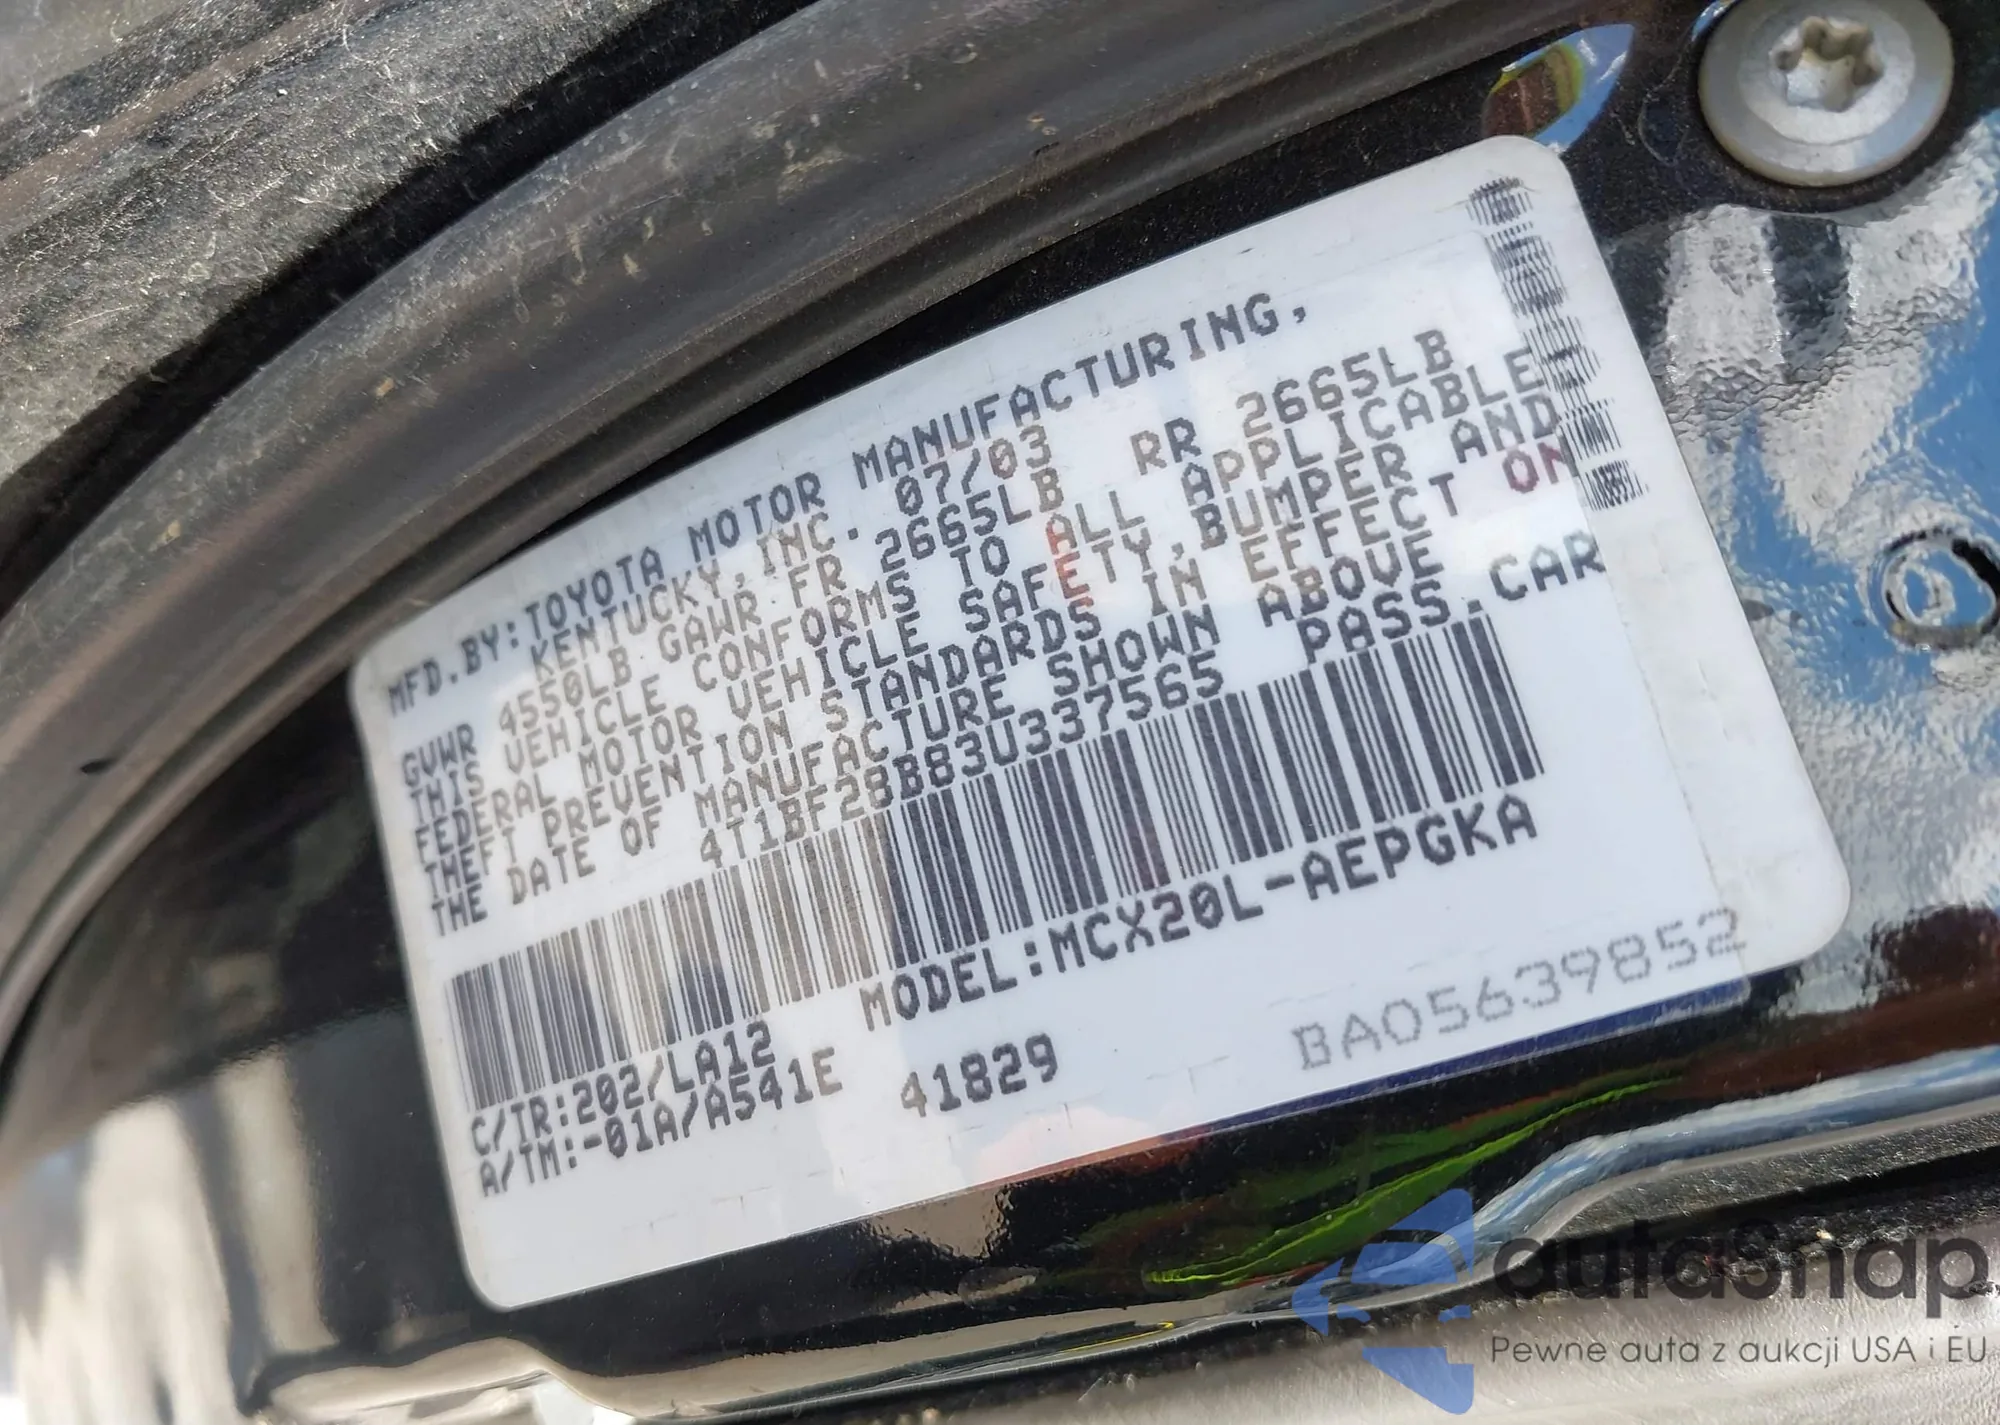 MFD.BY:TOYOTA MOTOR MANUFACTURING,
KENTUCKY,INC. 07/03
GVWR 4550LB GAWR FR 2665LB RR 2665LB
THIS VEHICLE CONFORMS TO ALL APPLICABLE
FEDERAL MOTOR VEHICLE SAFETY,BUMPER AND
THEFT PREVENTION STANDARDS IN EFFECT ON
THE DATE OF MANUFACTURE SHOWN ABOVE
4T1BF28B83U337565 PASS.CAR
MODEL:MCX20L-AEPGKA
C/TR:202/LA12
A/TM:-01A/A541E 41829
BA05639852
autosnap
Pewne auta z aukcji USA i EU